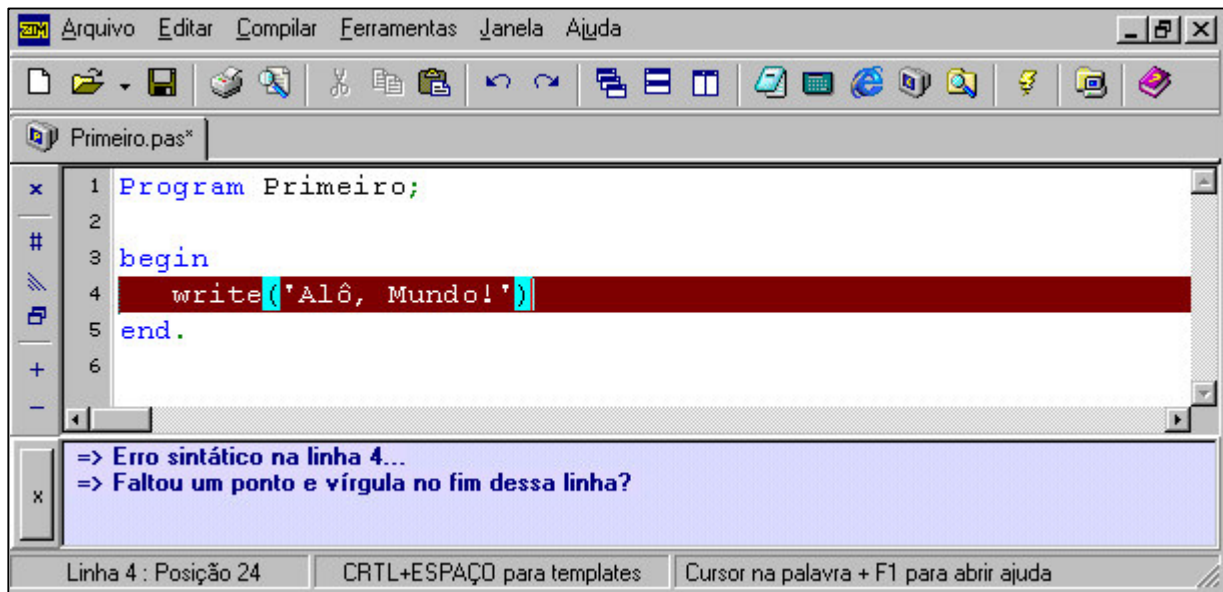 ZIM Arquivo Editar Compilar Ferramentas Janela Ajuda
Primeiro.pas*
1 Program Primeiro;
2
3 begin
4 write('Alô, Mundo!')
5 end.
6
=> Erro sintático na linha 4...
=> Faltou um ponto e vírgula no fim dessa linha?
Linha 4 : Posição 24 CRTL+ESPAÇO para templates Cursor na palavra + F1 para abrir ajuda